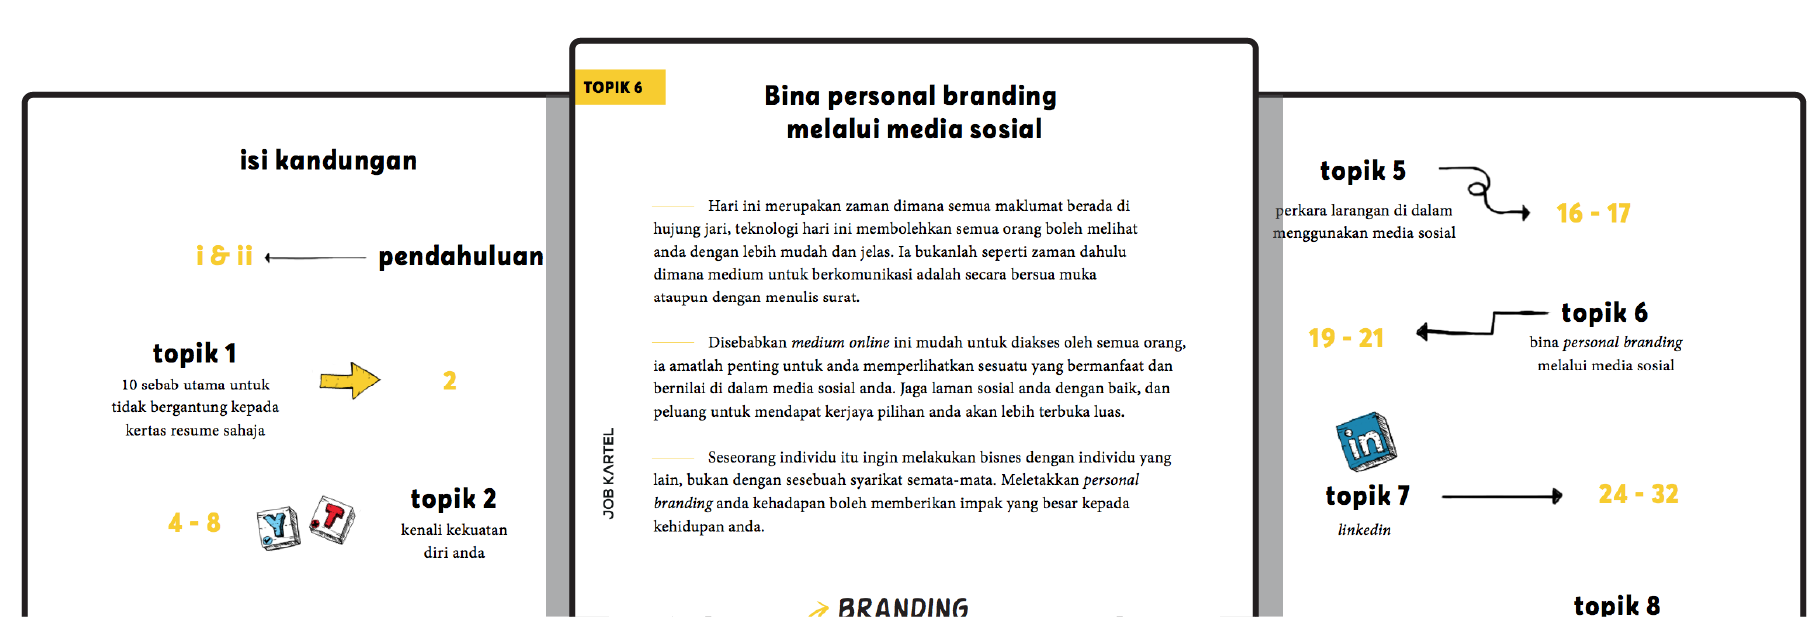 isi kandungan
i & ii
pendahuluan
topik 1
10 sebab utama untuk
tidak bergantung kepada
kertas resume sahaja
2
4 - 8
Y
T
topik 2
kenali kekuatan
diri anda
TOPIK 6
Bina personal branding
melalui media sosial
Hari ini merupakan zaman dimana semua maklumat berada di
hujung jari, teknologi hari ini membolehkan semua orang boleh melihat
anda dengan lebih mudah dan jelas. Ia bukanlah seperti zaman dahulu
dimana medium untuk berkomunikasi adalah secara bersua muka
ataupun dengan menulis surat.
Disebabkan medium online ini mudah untuk diakses oleh semua orang,
ia amatlah penting untuk anda memperlihatkan sesuatu yang bermanfaat dan
bernilai di dalam media sosial anda. Jaga laman sosial anda dengan baik, dan
peluang untuk mendapat kerjaya pilihan anda akan lebih terbuka luas.
Seseorang individu itu ingin melakukan bisnes dengan individu yang
lain, bukan dengan sesebuah syarikat semata-mata. Meletakkan personal
branding anda kehadapan boleh memberikan impak yang besar kepada
kehidupan anda.
JOB KARTEL
BRANDING
topik 5
perkara larangan di dalam
menggunakan media sosial
16 - 17
19 - 21
topik 6
bina personal branding
melalui media sosial
in
topik 7
linkedin
24 - 32
topik 8